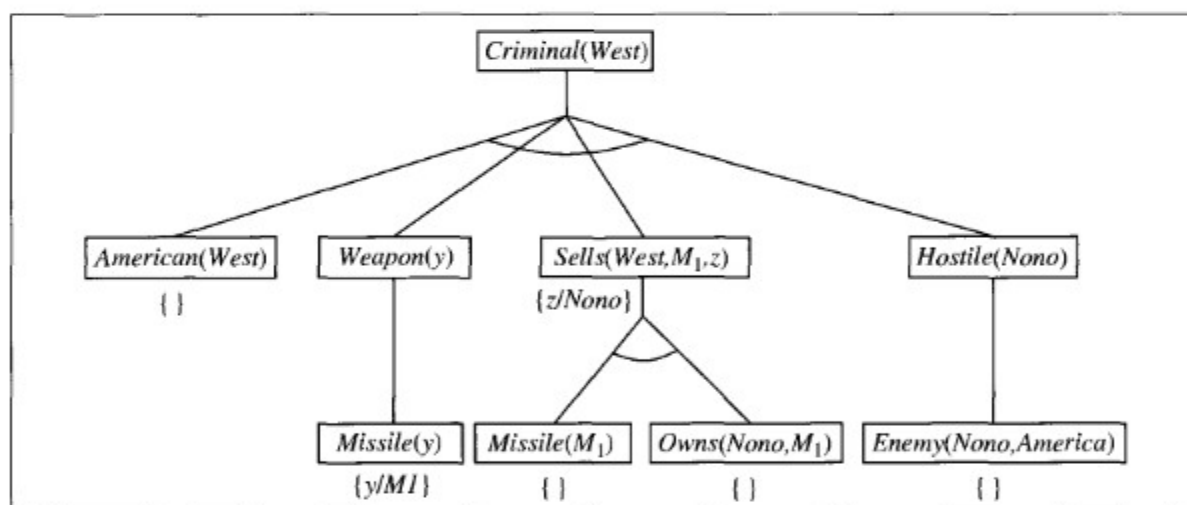 Criminal(West)
American(West) Weapon(y) Sells(West,M₁,z) Hostile(Nono)
{ } {z/Nono}
Missile(y) Missile(M₁) Owns(Nono,M₁) Enemy(Nono,America)
{y/M1} { } { } { }